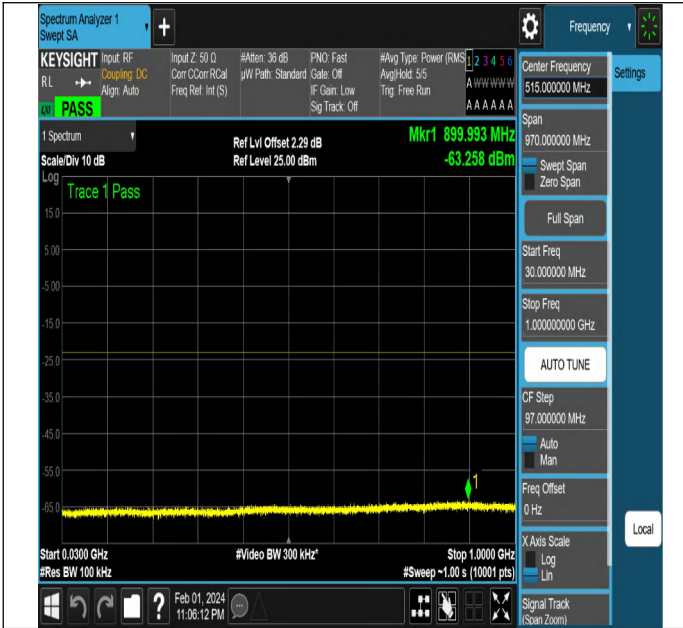 Spectrum Analyzer 1
Swept SA
+
Frequency
KEYSIGHT
RL
Input: RF
Coupling: DC
Align: Auto
Input Z: 50 Ω
Corr CCorr RCal
Freq Ref: Int (S)
#Atten: 36 dB
µW Path: Standard
PNO: Fast
Gate: Off
IF Gain: Low
Sig Track: Off
#Avg Type: Power (RMS
Avg|Hold: 5/5
Trig: Free Run
1 2 3 4 5 6
A W W W W W
A A A A A A
LXI
PASS
1 Spectrum
Scale/Div 10 dB
Ref Lvl Offset 2.29 dB
Ref Level 25.00 dBm
Mkr1 899.993 MHz
-63.258 dBm
Log
Trace 1 Pass
15.0
5.00
-5.00
-15.0
-25.0
-35.0
-45.0
-55.0
-65.0
1
Start 0.0300 GHz
#Res BW 100 kHz
#Video BW 300 kHz*
Stop 1.0000 GHz
#Sweep ~1.00 s (10001 pts)
Center Frequency
515.000000 MHz
Settings
Span
970.000000 MHz
Swept Span
Zero Span
Full Span
Start Freq
30.000000 MHz
Stop Freq
1.000000000 GHz
AUTO TUNE
CF Step
97.000000 MHz
Auto
Man
Freq Offset
0 Hz
X Axis Scale
Log
Lin
Local
Signal Track
(Span Zoom)
?
Feb 01, 2024
11:06:12 PM